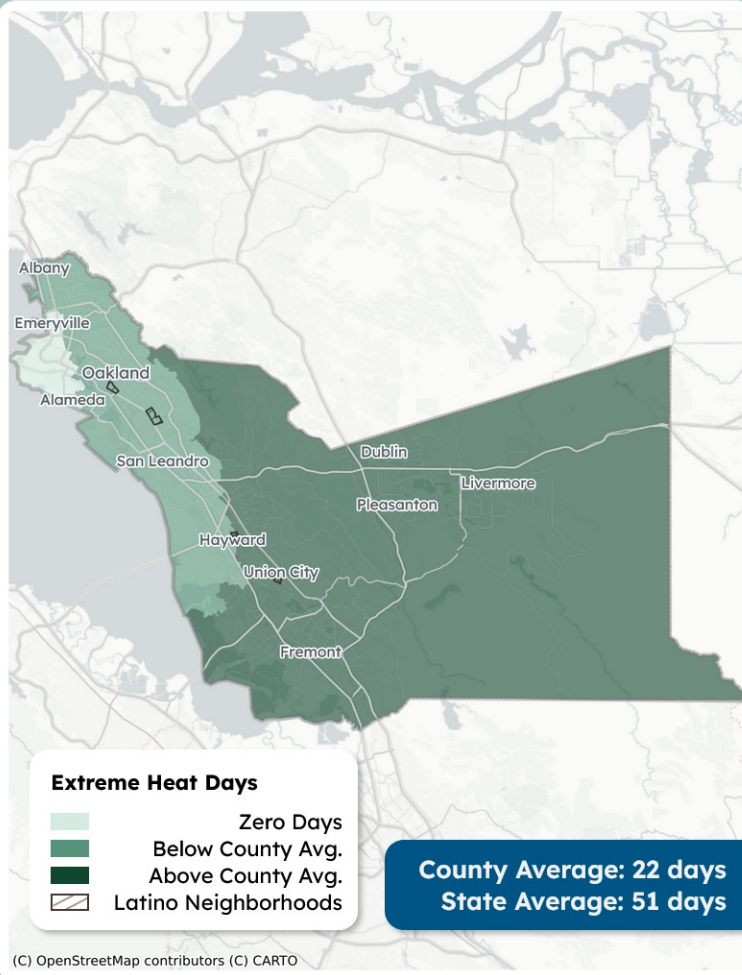 Albany
Emeryville
Oakland
Alameda
San Leandro
Dublin
Livermore
Pleasanton
Hayward
Union City
Fremont
Extreme Heat Days
Zero Days
Below County Avg.
Above County Avg.
Latino Neighborhoods
County Average: 22 days
State Average: 51 days
(C) OpenStreetMap contributors (C) CARTO